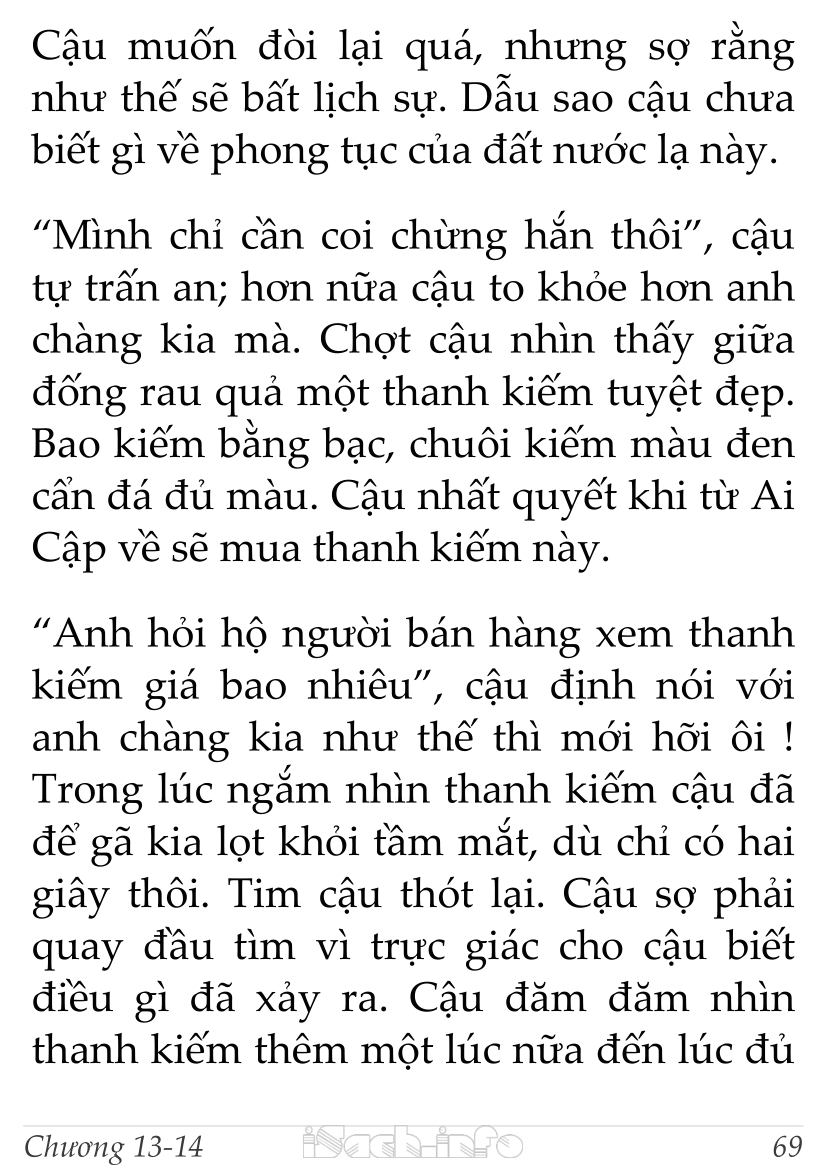 Cậu muốn đòi lại quá, nhưng sợ rằng
như thế sẽ bất lịch sự. Dẫu sao cậu chưa
biết gì về phong tục của đất nước lạ này.
“Mình chỉ cần coi chừng hắn thôi”, cậu
tự trấn an; hơn nữa cậu to khỏe hơn anh
chàng kia mà. Chợt cậu nhìn thấy giữa
đống rau quả một thanh kiếm tuyệt đẹp.
Bao kiếm bằng bạc, chuôi kiếm màu đen
cẩn đá đủ màu. Cậu nhất quyết khi từ Ai
Cập về sẽ mua thanh kiếm này.
“Anh hỏi hộ người bán hàng xem thanh
kiếm giá bao nhiêu”, cậu định nói với
anh chàng kia như thế thì mới hỡi ôi !
Trong lúc ngắm nhìn thanh kiếm cậu đã
để gã kia lọt khỏi tầm mắt, dù chỉ có hai
giây thôi. Tim cậu thót lại. Cậu sợ phải
quay đầu tìm vì trực giác cho cậu biết
điều gì đã xảy ra. Cậu đăm đăm nhìn
thanh kiếm thêm một lúc nữa đến lúc đủ
Chương 13-14 iSach.info 69